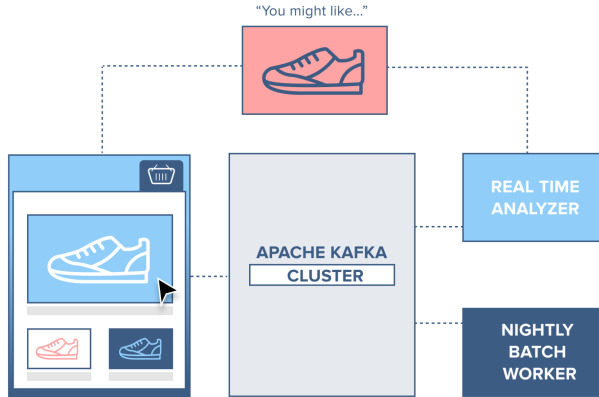 “You might like...”
APACHE KAFKA
CLUSTER
REAL TIME
ANALYZER
NIGHTLY
BATCH
WORKER